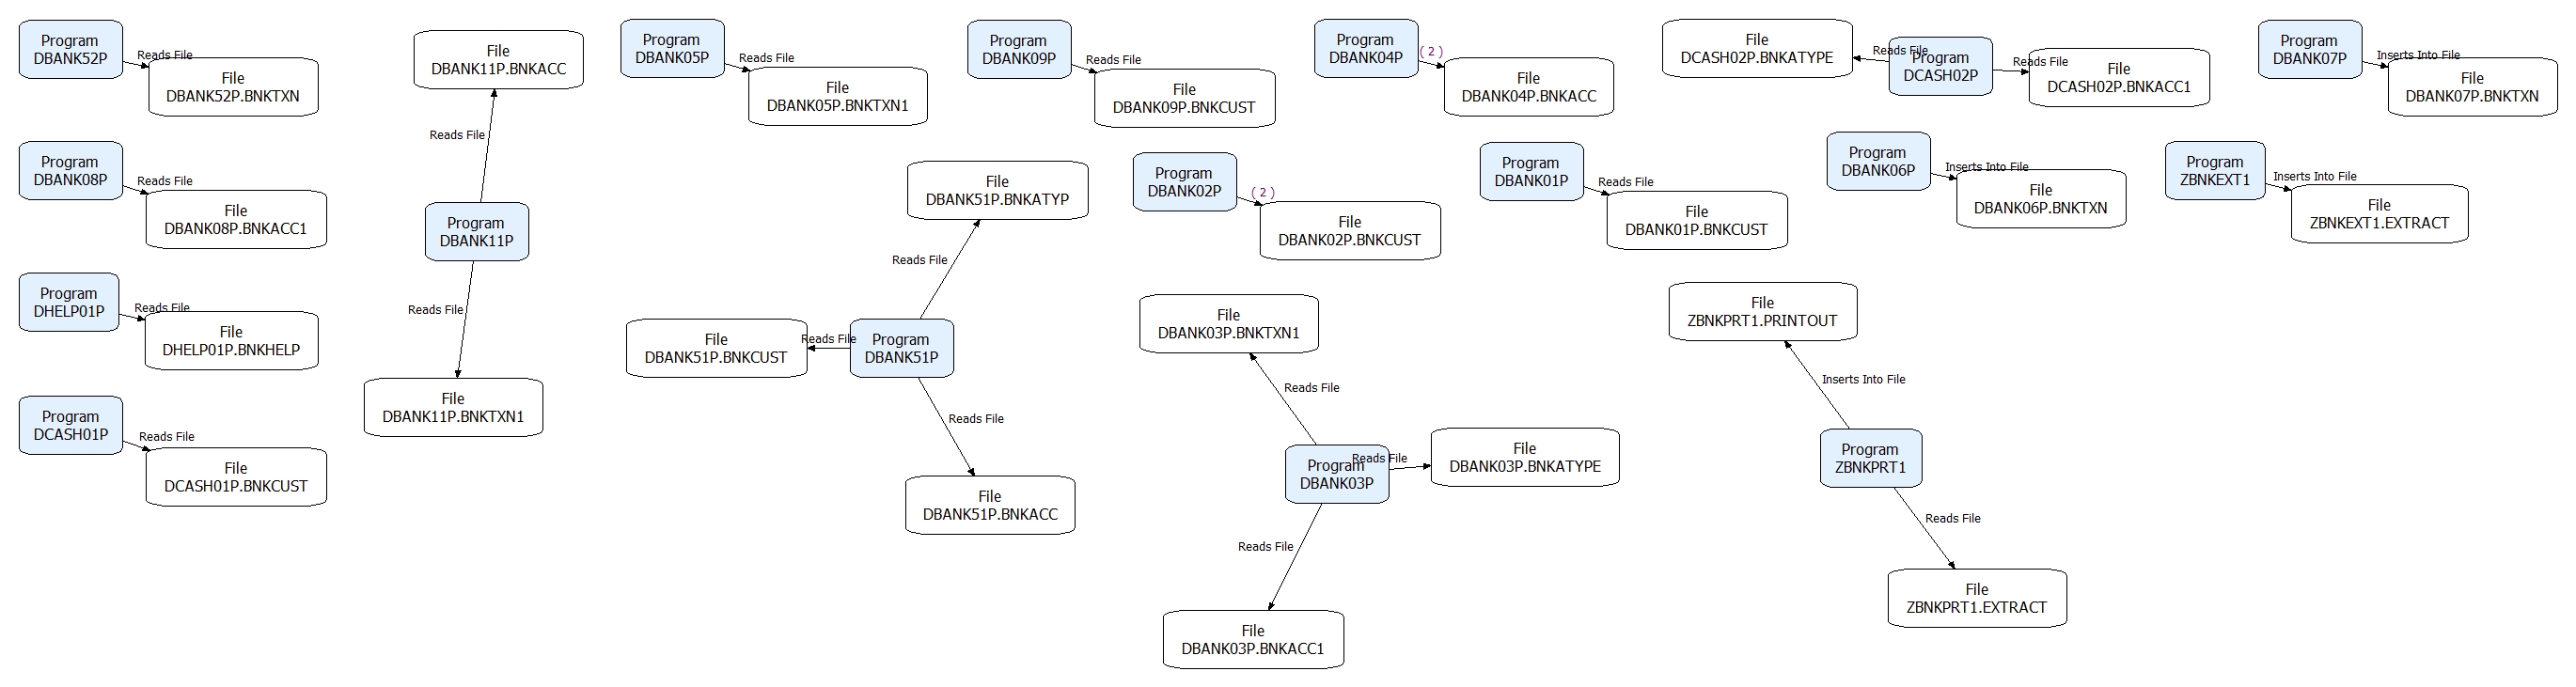 Program
DBANK52P
Reads File
File
DBANK52P.BNKTXN
File
DBANK11P.BNKACC
Reads File
Program
DBANK11P
Reads File
File
DBANK11P.BNKTXN1
Program
DBANK05P
Reads File
File
DBANK05P.BNKTXN1
Program
DBANK09P
Reads File
File
DBANK09P.BNKCUST
Program
DBANK04P
( 2 )
File
DBANK04P.BNKACC
File
DCASH02P.BNKATYPE
Reads File
Program
DCASH02P
Reads File
File
DCASH02P.BNKACC1
Program
DBANK07P
Inserts Into File
File
DBANK07P.BNKTXN
Program
DBANK08P
Reads File
File
DBANK08P.BNKACC1
Program
DHELP01P
Reads File
File
DHELP01P.BNKHELP
Program
DCASH01P
Reads File
File
DCASH01P.BNKCUST
File
DBANK51P.BNKATYP
Reads File
File
DBANK51P.BNKCUST
Reads File
Program
DBANK51P
Reads File
File
DBANK51P.BNKACC
Program
DBANK02P
( 2 )
File
DBANK02P.BNKCUST
Program
DBANK01P
Reads File
File
DBANK01P.BNKCUST
Program
DBANK06P
Inserts Into File
File
DBANK06P.BNKTXN
Program
ZBNKEXT1
Inserts Into File
File
ZBNKEXT1.EXTRACT
File
DBANK03P.BNKTXN1
Reads File
Program
DBANK03P
Reads File
File
DBANK03P.BNKATYPE
Reads File
File
DBANK03P.BNKACC1
File
ZBNKPRT1.PRINTOUT
Inserts Into File
Program
ZBNKPRT1
Reads File
File
ZBNKPRT1.EXTRACT